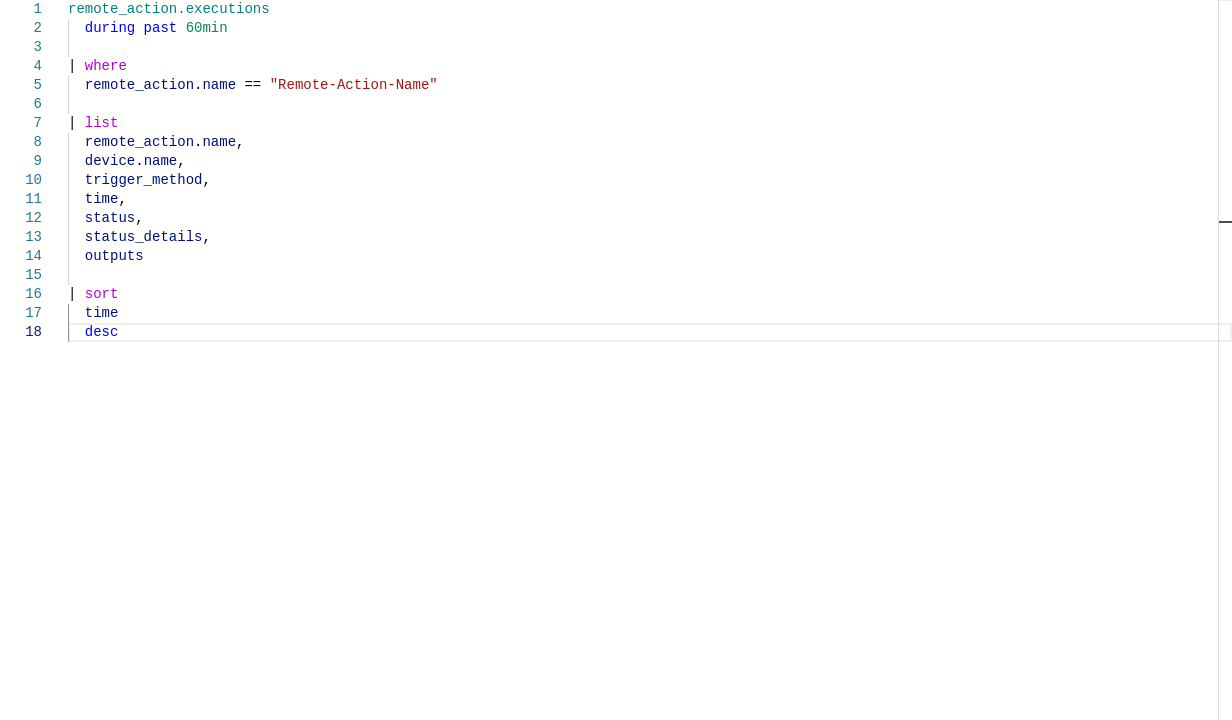 1 remote_action.executions
2 during past 60min
3
4 | where
5 remote_action.name == "Remote-Action-Name"
6
7 | list
8 remote_action.name,
9 device.name,
10 trigger_method,
11 time,
12 status,
13 status_details,
14 outputs
15
16 | sort
17 time
18 desc